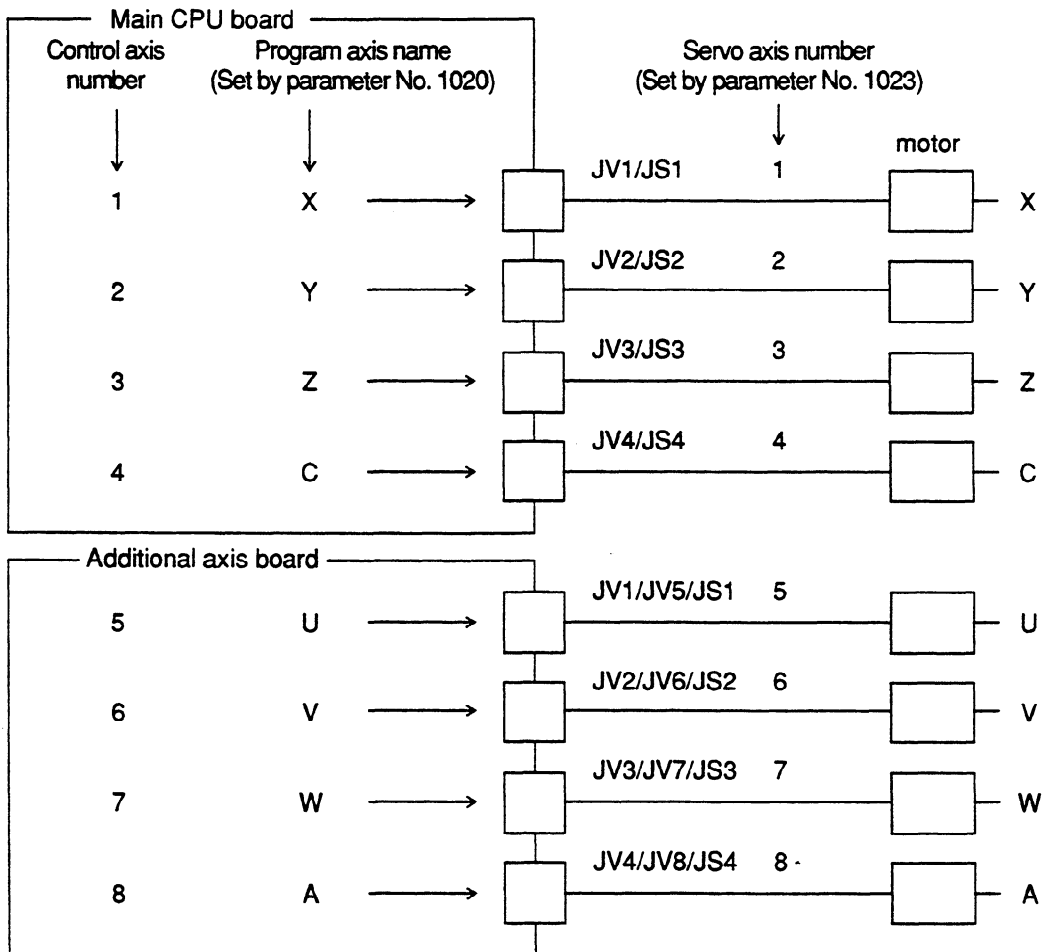 Main CPU board
Control axis number
Program axis name
(Set by parameter No. 1020)
Servo axis number
(Set by parameter No. 1023)
motor
1 X JV1/JS1 1 X
2 Y JV2/JS2 2 Y
3 Z JV3/JS3 3 Z
4 C JV4/JS4 4 C
Additional axis board
5 U JV1/JV5/JS1 5 U
6 V JV2/JV6/JS2 6 V
7 W JV3/JV7/JS3 7 W
8 A JV4/JV8/JS4 8 A